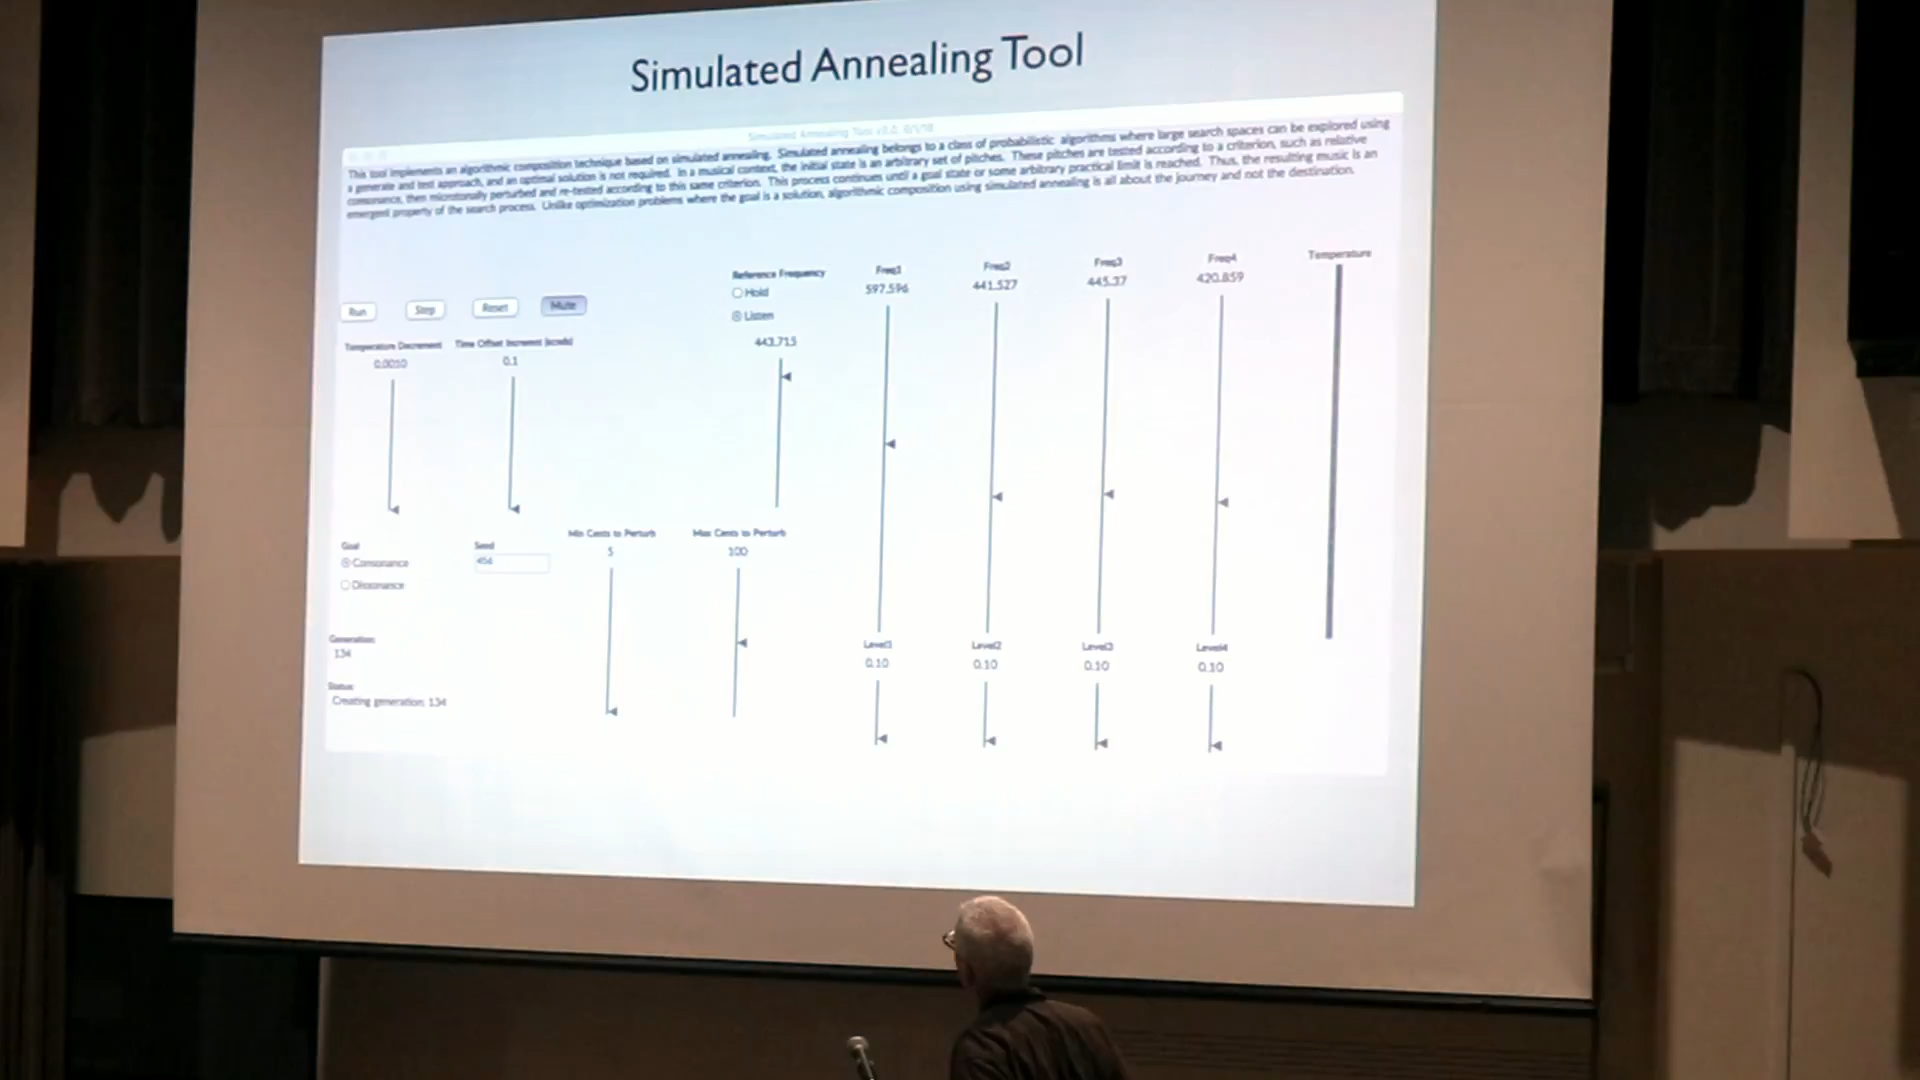 Simulated Annealing Tool
Simulated Annealing Tool
This tool implements an algorithmic composition technique based on simulated annealing. Simulated annealing belongs to a class of probabilistic algorithms where large search spaces can be explored using
a generate and test approach, and an optimal solution is not required. In a musical context, the initial state is an arbitrary set of pitches. These pitches are tested according to a criterion, such as relative
consonance, then microtonally perturbed and re-tested according to this same criterion. This process continues until a goal state or some arbitrary practical limit is reached. Thus, the resulting music is an
emergent property of the search process. Unlike optimization problems where the goal is a solution, algorithmic composition using simulated annealing is all about the journey and not the destination.
Run Stop Reset Mute
Reference Frequency
Hold
Listen
443.715
Freq1 Freq2 Freq3 Freq4 Temperature
597.596 441.527 445.37 420.859
Temperature Decrement Time Offset Increment
0.0010 0.1
Min Cents to Perturb Max Cents to Perturb
5 100
Goal Seed
Consonance
Dissonance
456
Generation:
134
Status:
Creating generation: 134
Level1 Level2 Level3 Level4
0.10 0.10 0.10 0.10